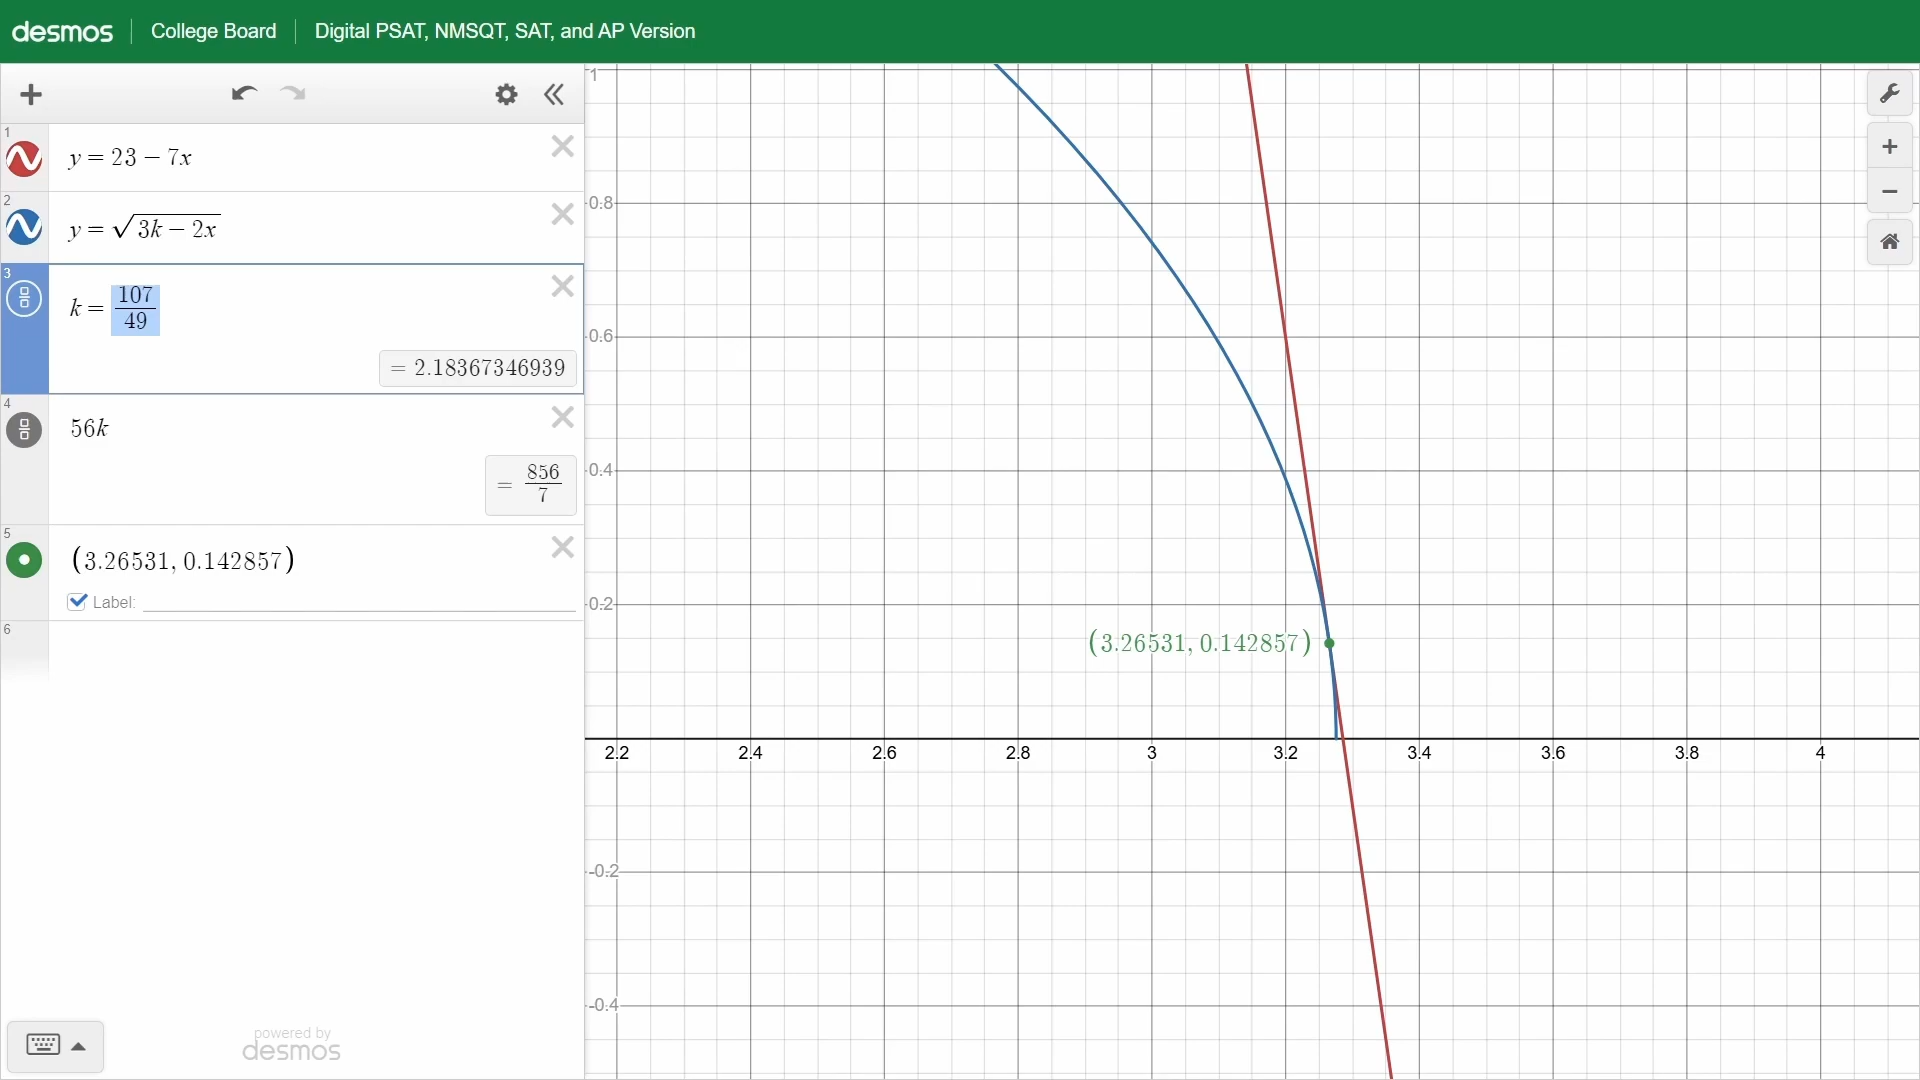 desmos College Board Digital PSAT, NMSQT, SAT, and AP Version
1
y = 23 − 7x
2
y = √(3k − 2x)
3
k = 107/49
= 2.18367346939
4
56k
= 856/7
5
(3.26531, 0.142857)
Label:
6
powered by
desmos
1
0.8
0.6
0.4
0.2
(3.26531, 0.142857)
2.2 2.4 2.6 2.8 3 3.2 3.4 3.6 3.8 4
-0.2
-0.4